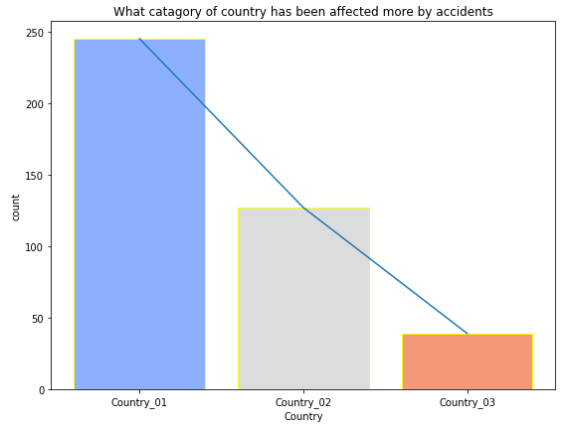 What catagory of country has been affected more by accidents
250
200
150
100
50
0
count
Country_01 Country_02 Country_03
Country